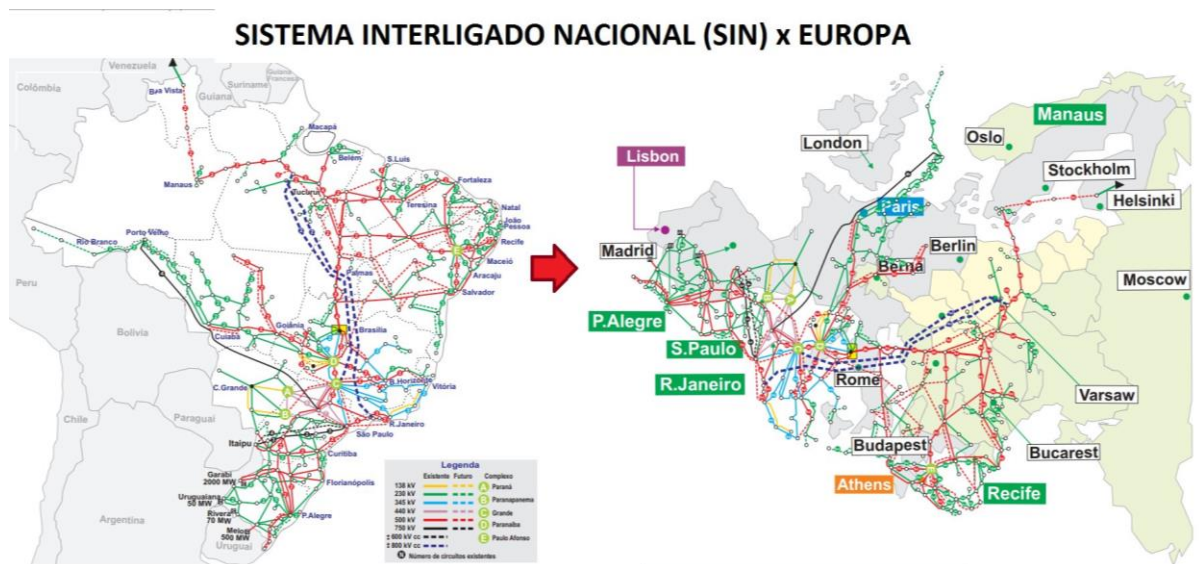 SISTEMA INTERLIGADO NACIONAL (SIN) x EUROPA
Venezuela
Colômbia
Suriname
Guiana
Francesa
Guiana
Boa Vista
Macapá
Belém
S.Luis
Manaus
Tucuruí
Fortaleza
Teresina
Natal
João
Pessoa
Recife
Maceió
Aracaju
Salvador
Porto Velho
Rio Branco
Palmas
Peru
Bolívia
Cuiabá
Goiânia
Brasília
C.Grande
B.Horizonte
Vitória
Paraguai
R.Janeiro
São Paulo
Chile
Itaipu
Curitiba
Garabi
2000 MW
Florianópolis
Uruguaiana
50 MW
Rivera
70 MW
P.Alegre
Melo
500 MW
Argentina
Uruguai
A
B
C
D
E
Legenda
Existente Futuro Complexo
138 kV
230 kV
345 kV
440 kV
500 kV
750 kV
± 600 kV cc
± 800 kV cc
A Paraná
B Paranapanema
C Grande
D Paranaíba
E Paulo Afonso
N Número de circuitos existentes
Lisbon
London
Oslo
Manaus
Stockholm
Helsinki
Madrid
Paris
Berlin
Berna
Moscow
P.Alegre
S.Paulo
R.Janeiro
Rome
Varsaw
Budapest
Bucarest
Athens
Recife